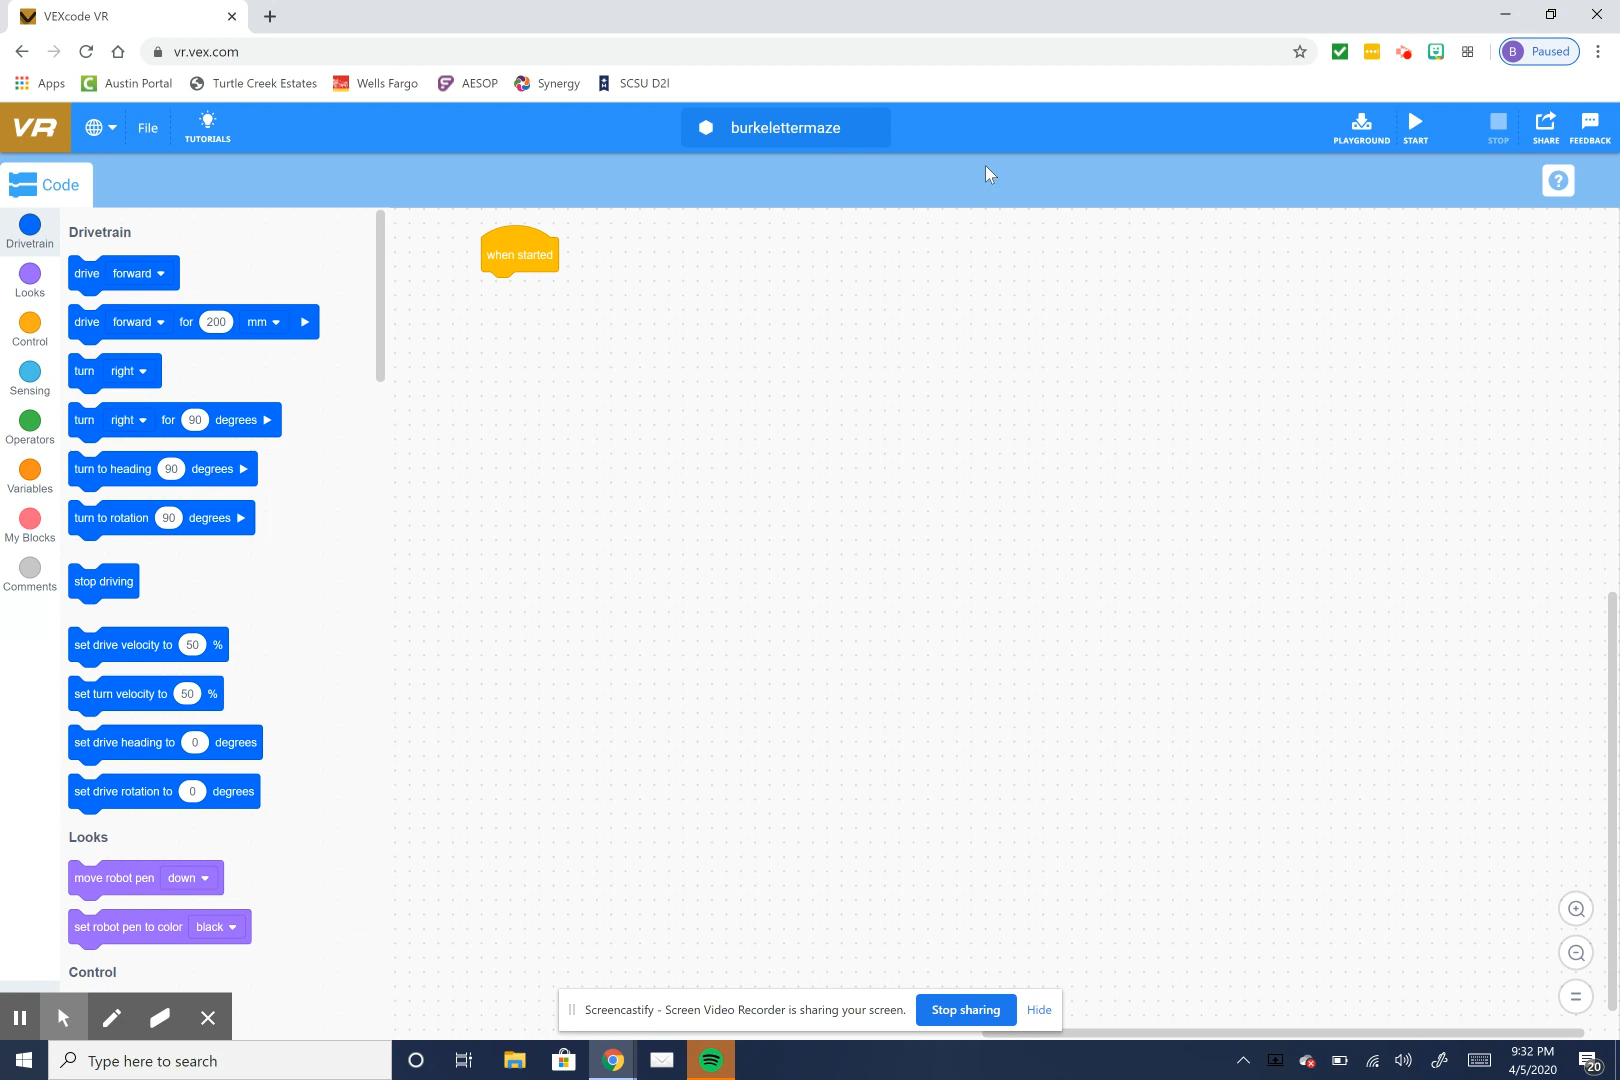 VEXcode VR
vr.vex.com
B Paused
Apps Austin Portal Turtle Creek Estates Wells Fargo AESOP Synergy SCSU D2l
VR File TUTORIALS burkelettermaze PLAYGROUND START STOP SHARE FEEDBACK
Code ?
Drivetrain
Looks
Control
Sensing
Operators
Variables
My Blocks
Comments
Drivetrain
drive forward
drive forward for 200 mm
turn right
turn right for 90 degrees
turn to heading 90 degrees
turn to rotation 90 degrees
stop driving
set drive velocity to 50 %
set turn velocity to 50 %
set drive heading to 0 degrees
set drive rotation to 0 degrees
Looks
move robot pen down
set robot pen to color black
Control
when started
Screencastify - Screen Video Recorder is sharing your screen. Stop sharing Hide
Type here to search
9:32 PM
4/5/2020
20